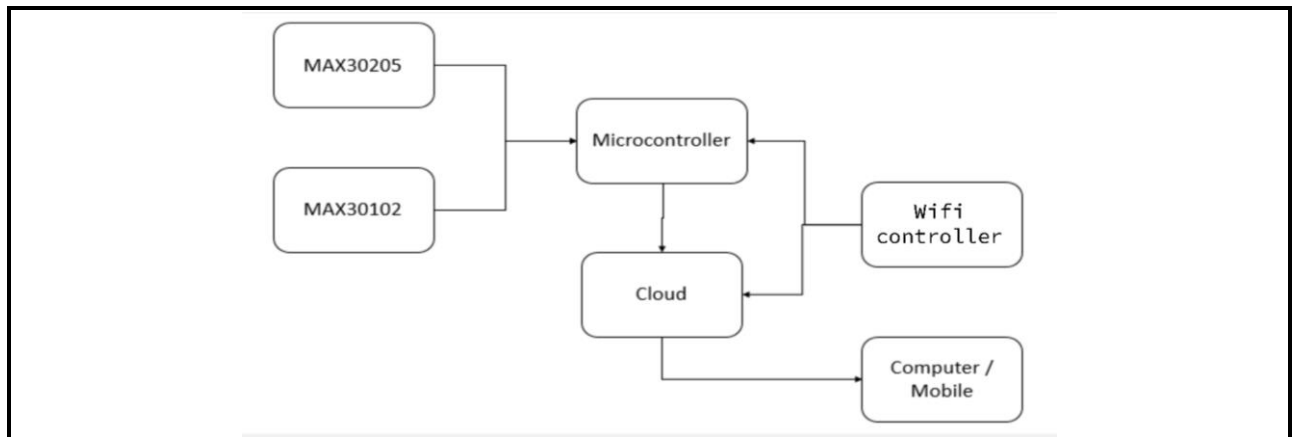 MAX30205
Microcontroller
MAX30102
Wifi
controller
Cloud
Computer /
Mobile